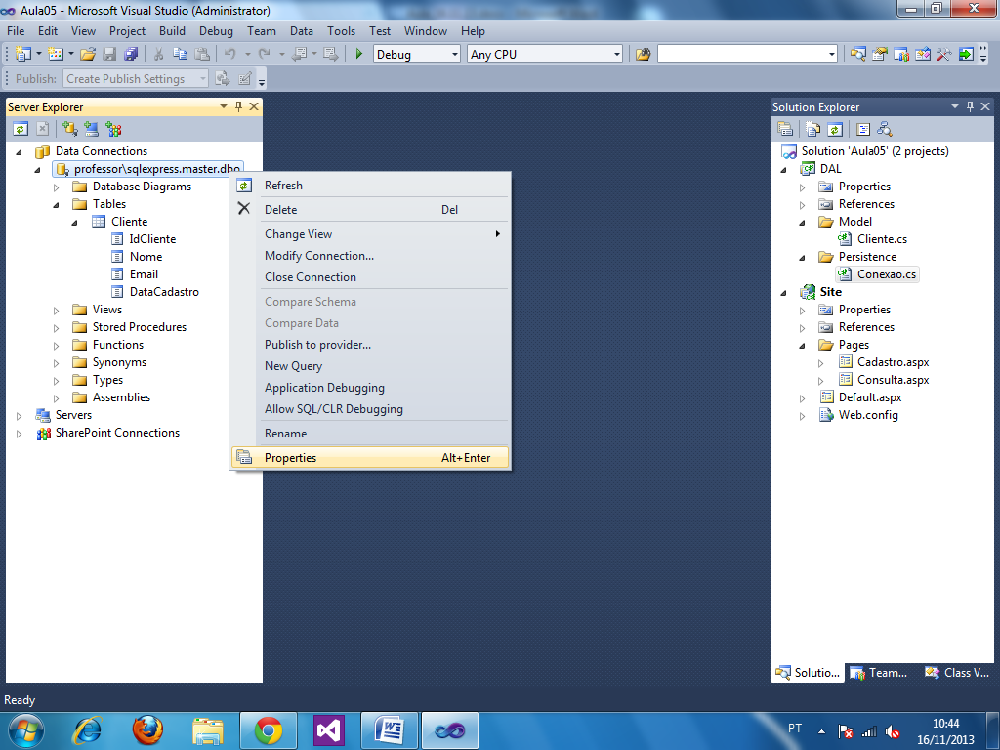 Aula05 - Microsoft Visual Studio (Administrator)
File Edit View Project Build Debug Team Data Tools Test Window Help
Debug Any CPU
Publish: Create Publish Settings
Server Explorer
Data Connections
professor\sqlexpress.master.dbo
Database Diagrams
Tables
Cliente
IdCliente
Nome
Email
DataCadastro
Views
Stored Procedures
Functions
Synonyms
Types
Assemblies
Servers
SharePoint Connections
Refresh
Delete Del
Change View
Modify Connection...
Close Connection
Compare Schema
Compare Data
Publish to provider...
New Query
Application Debugging
Allow SQL/CLR Debugging
Rename
Properties Alt+Enter
Solution Explorer
Solution 'Aula05' (2 projects)
DAL
Properties
References
Model
Cliente.cs
Persistence
Conexao.cs
Site
Properties
References
Pages
Cadastro.aspx
Consulta.aspx
Default.aspx
Web.config
Solutio... Team... Class V...
Ready
PT
10:44
16/11/2013